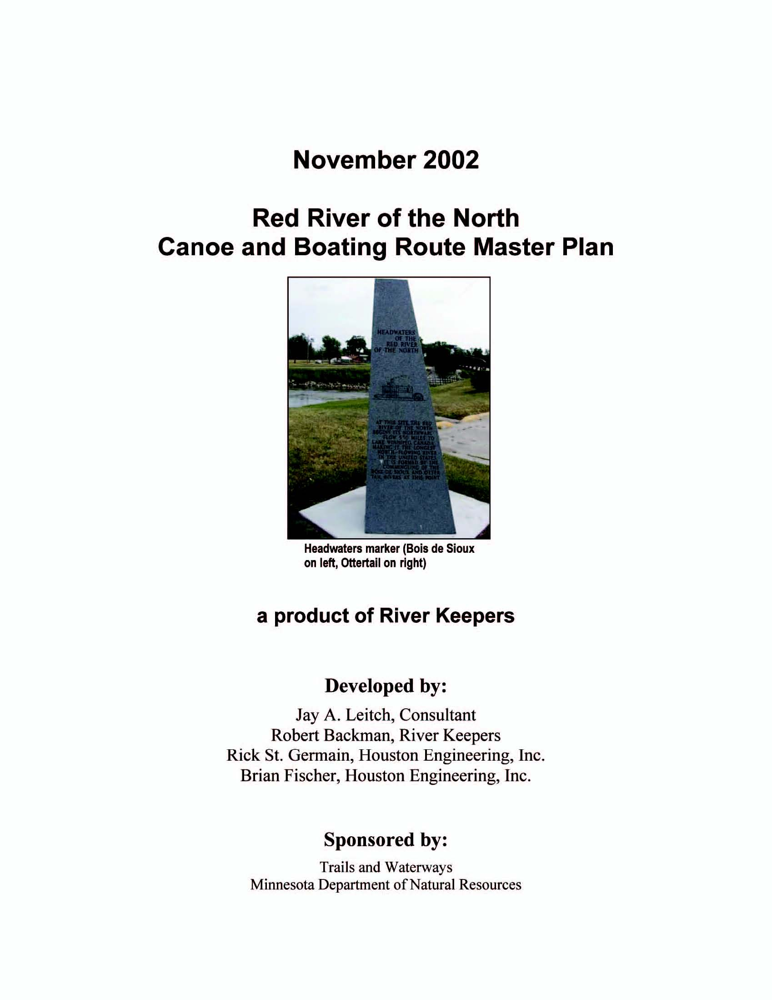 November 2002
Red River of the North
Canoe and Boating Route Master Plan
HEADWATERS
OF THE
RED RIVER
OF THE NORTH
AT THIS SITE THE RED
RIVER OF THE NORTH
BEGINS ITS NORTHWARD
FLOW 550 MILES TO
LAKE WINNIPEG CANADA
MAKING IT THE LONGEST
NORTH-FLOWING RIVER
IN THE UNITED STATES
IT IS FORMED BY THE
COMMINGLING OF THE
BOIS DE SIOUX AND OTTER
TAIL RIVERS AT THIS POINT
Headwaters marker (Bois de Sioux
on left, Ottertail on right)
a product of River Keepers
Developed by:
Jay A. Leitch, Consultant
Robert Backman, River Keepers
Rick St. Germain, Houston Engineering, Inc.
Brian Fischer, Houston Engineering, Inc.
Sponsored by:
Trails and Waterways
Minnesota Department of Natural Resources